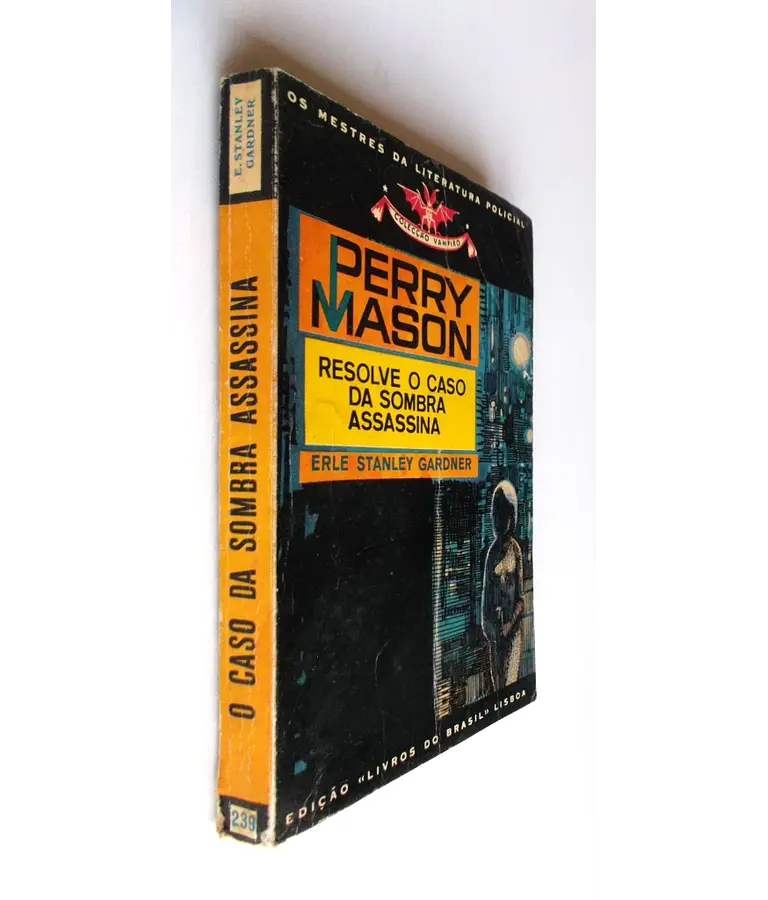 E. STANLEY
GARDNER
O CASO DA SOMBRA ASSASSINA
239
OS MESTRES DA LITERATURA POLICIAL
COLECÇÃO VAMPIRO
PERRY
MASON
RESOLVE O CASO
DA SOMBRA
ASSASSINA
ERLE STANLEY GARDNER
EDIÇÃO «LIVROS DO BRASIL» LISBOA